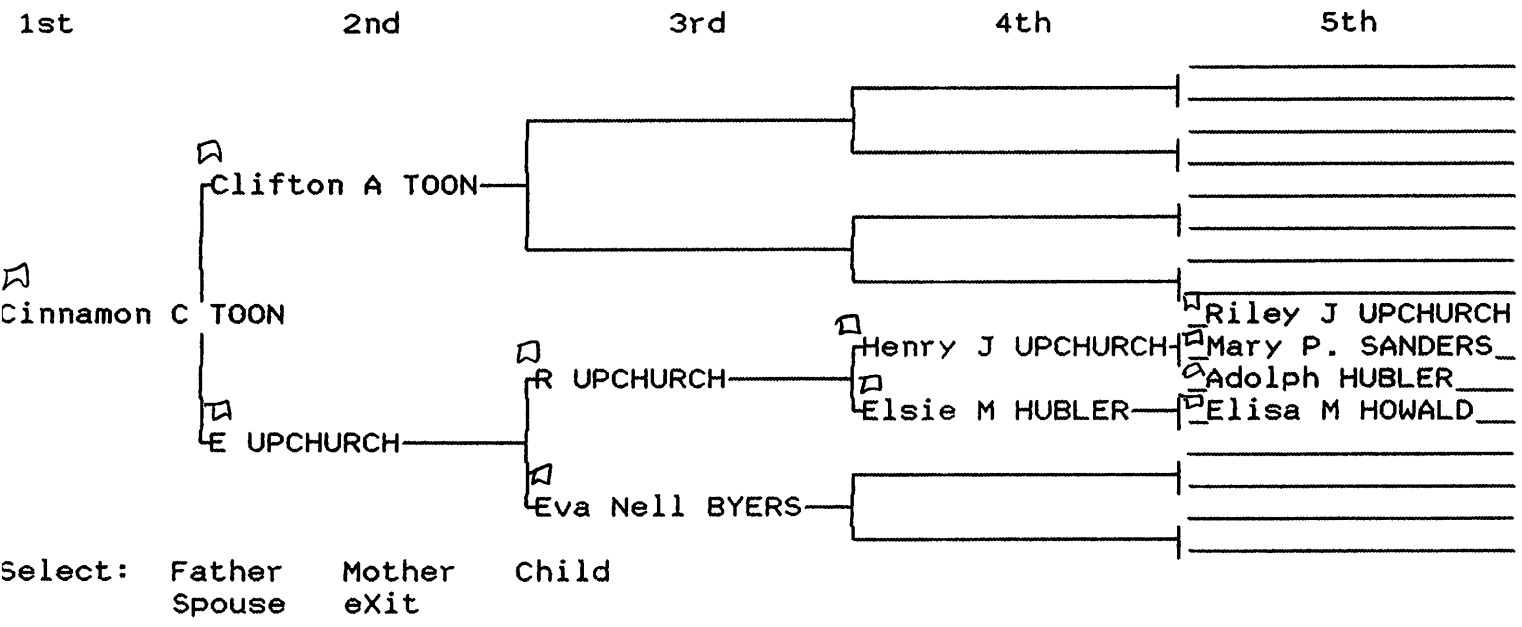 1st 2nd 3rd 4th 5th
Clifton A TOON
Cinnamon C TOON
Riley J UPCHURCH
Henry J UPCHURCH Mary P. SANDERS
R UPCHURCH Adolph HUBLER
Elsie M HUBLER Elisa M HOWALD
E UPCHURCH
Eva Nell BYERS
Select: Father Mother Child
Spouse eXit